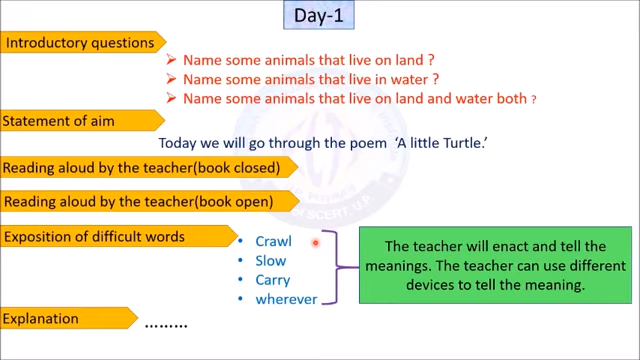 Day-1
Introductory questions
➢ Name some animals that live on land ?
➢ Name some animals that live in water ?
➢ Name some animals that live on land and water both ?
Statement of aim
Today we will go through the poem ‘A little Turtle.’
Reading aloud by the teacher(book closed)
Reading aloud by the teacher(book open)
Exposition of difficult words
• Crawl
• Slow
• Carry
• wherever
The teacher will enact and tell the
meanings. The teacher can use different
devices to tell the meaning.
Explanation
.........
SCERT, U.P